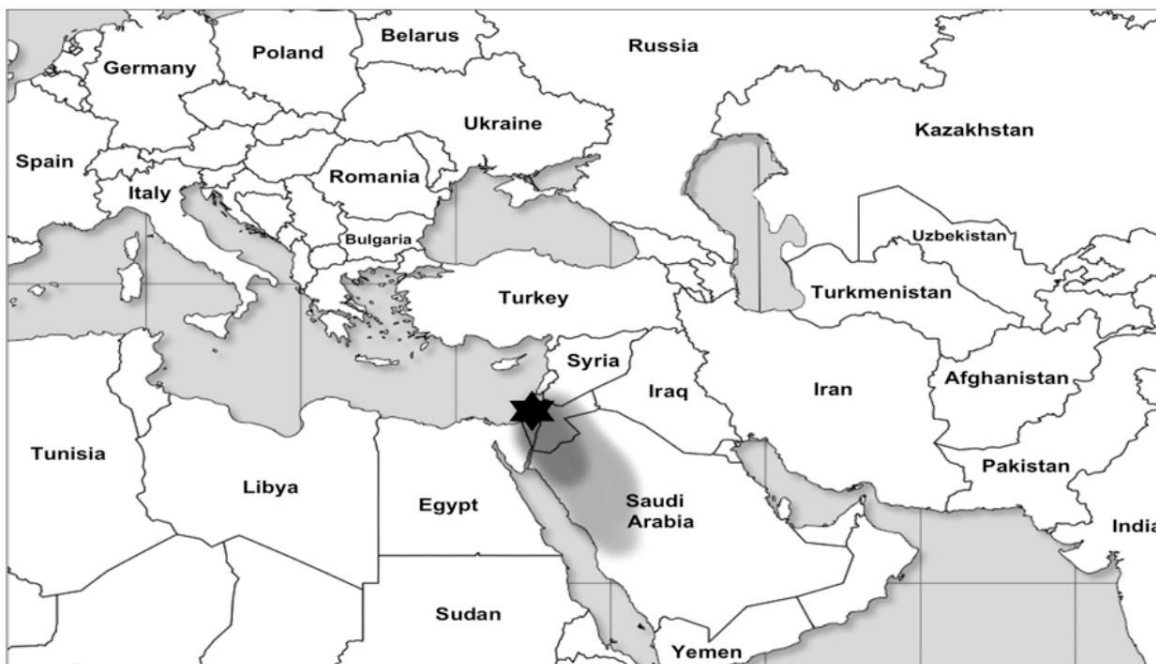 Belarus
Russia
Poland
Germany
Ukraine
Kazakhstan
Spain
Romania
Italy
Uzbekistan
Bulgaria
Turkmenistan
Turkey
Syria
Afghanistan
Iraq
Iran
Tunisia
Pakistan
Libya
Egypt
Saudi
Arabia
India
Sudan
Yemen